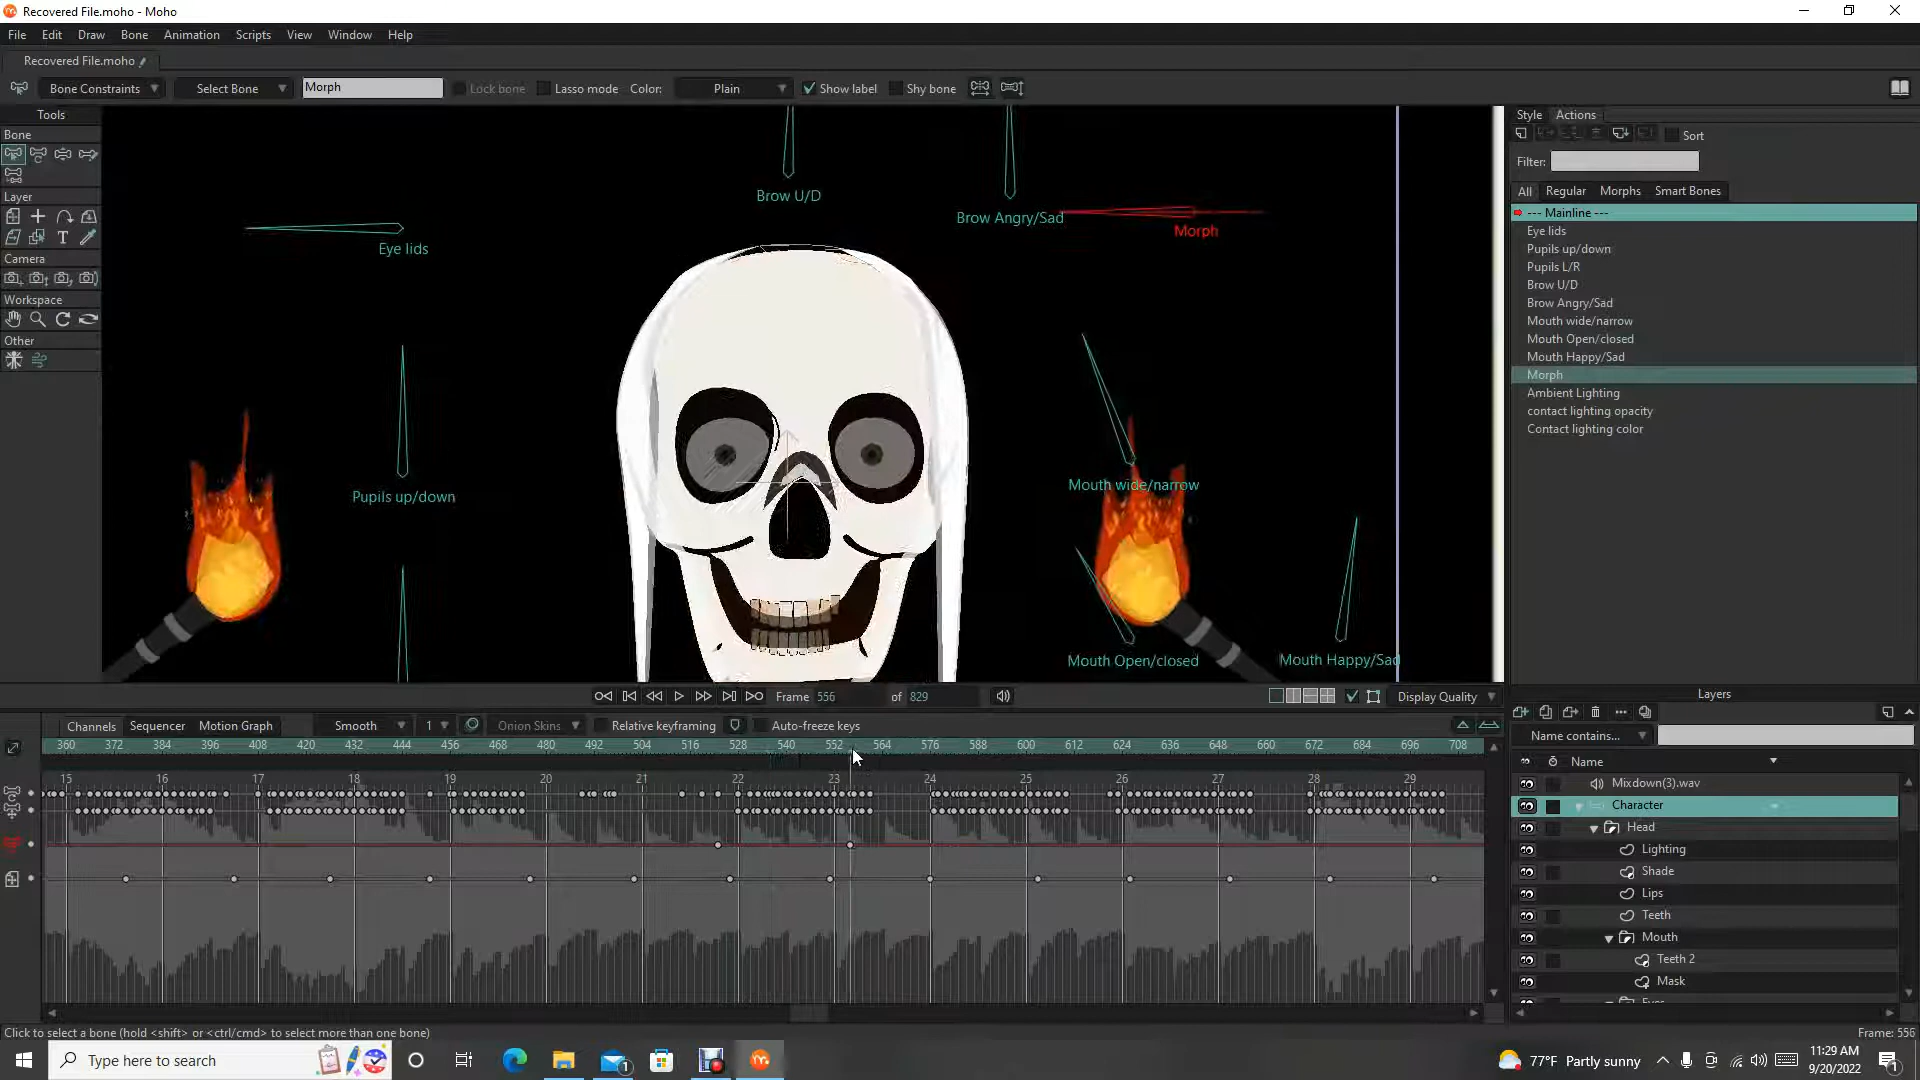 Recovered File.moho - Moho
File Edit Draw Bone Animation Scripts View Window Help
Recovered File.moho
Bone Constraints Select Bone Morph Lock bone Lasso mode Color: Plain Show label Shy bone
Tools
Bone
Layer
Camera
Workspace
Other
Brow U/D
Brow Angry/Sad
Morph
Eye lids
Pupils up/down
Mouth wide/narrow
Mouth Open/closed
Mouth Happy/Sad
Style Actions
Sort
Filter:
All Regular Morphs Smart Bones
--- Mainline ---
Eye lids
Pupils up/down
Pupils L/R
Brow U/D
Brow Angry/Sad
Mouth wide/narrow
Mouth Open/closed
Mouth Happy/Sad
Morph
Ambient Lighting
contact lighting opacity
Contact lighting color
Frame 556 of 829 Display Quality
Channels Sequencer Motion Graph Smooth 1 Onion Skins Relative keyframing Auto-freeze keys
360 372 384 396 408 420 432 444 456 468 480 492 504 516 528 540 552 564 576 588 600 612 624 636 648 660 672 684 696 708
15 16 17 18 19 20 21 22 23 24 25 26 27 28 29
Layers
Name contains...
Name
Mixdown(3).wav
Character
Head
Lighting
Shade
Lips
Teeth
Mouth
Teeth 2
Mask
Eyes
Click to select a bone (hold <shift> or <ctrl/cmd> to select more than one bone)
Frame: 556
Type here to search
1
77°F Partly sunny
11:29 AM
9/20/2022
1